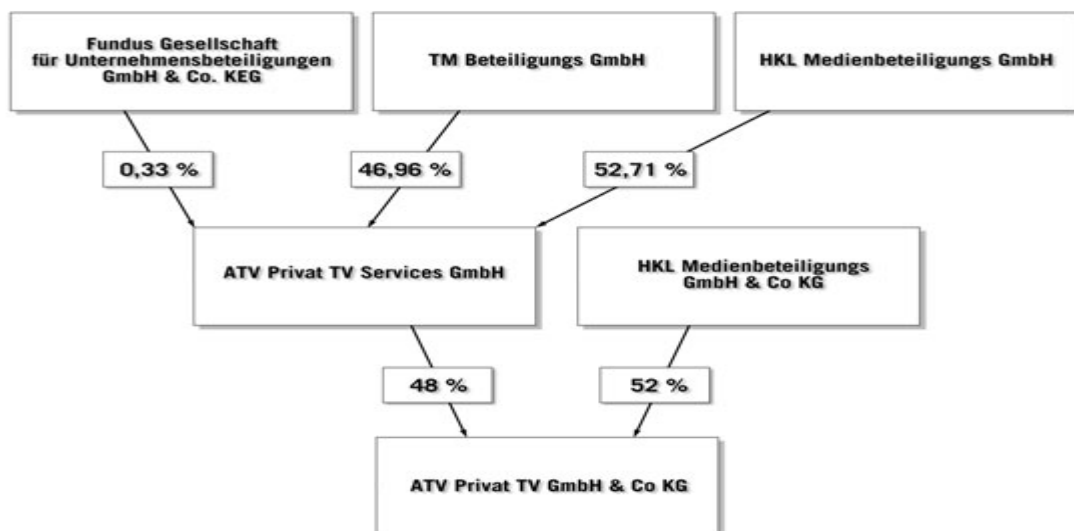 Fundus Gesellschaft
für Unternehmensbeteiligungen
GmbH & Co. KEG
TM Beteiligungs GmbH
HKL Medienbeteiligungs GmbH
0,33 %
46,96 %
52,71 %
ATV Privat TV Services GmbH
HKL Medienbeteiligungs
GmbH & Co KG
48 %
52 %
ATV Privat TV GmbH & Co KG